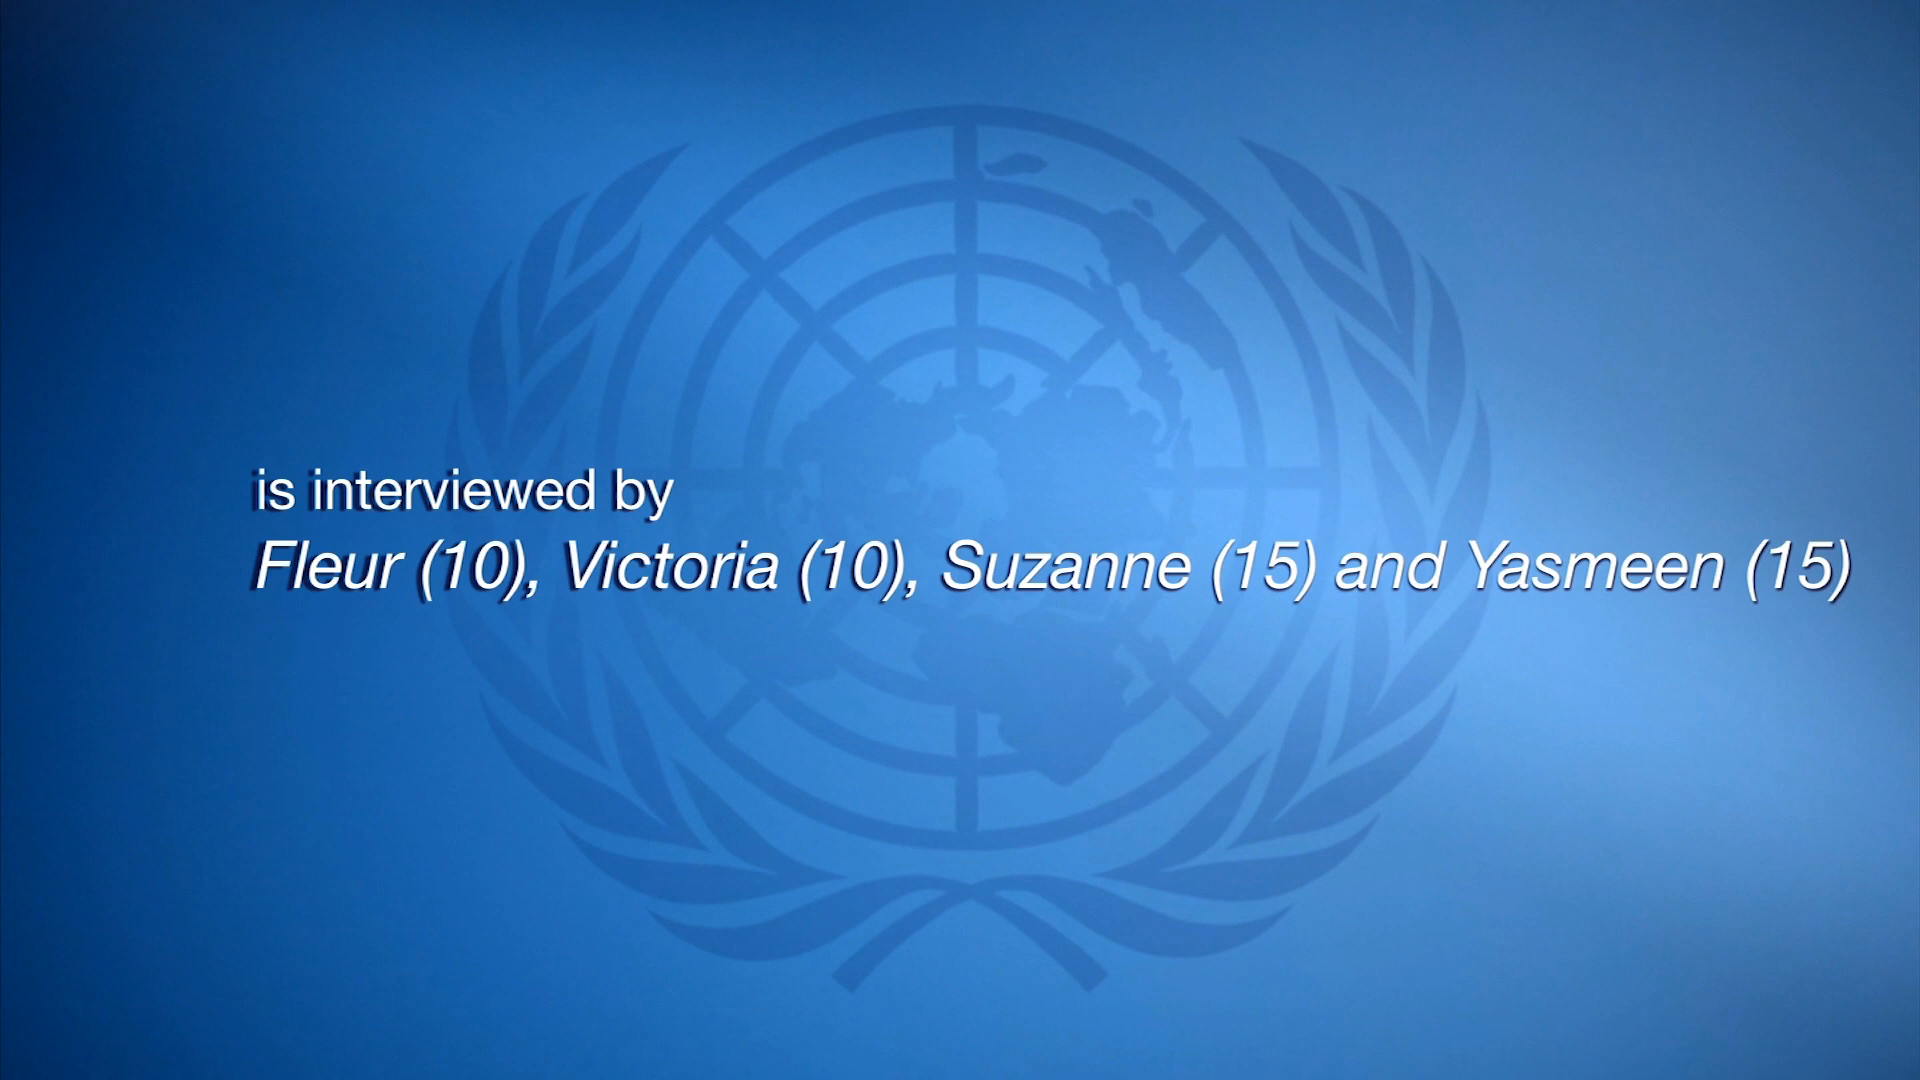 is interviewed by
Fleur (10), Victoria (10), Suzanne (15) and Yasmeen (15)